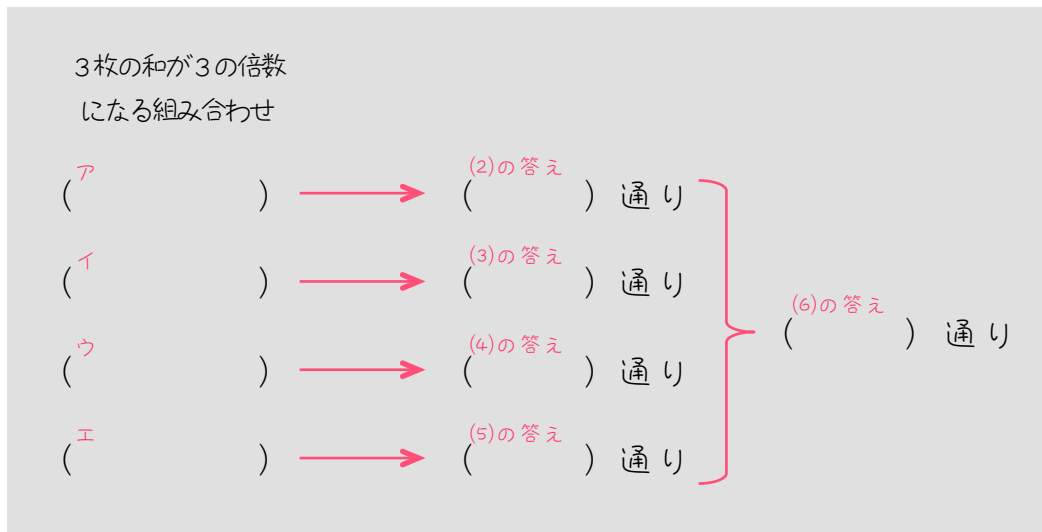 3枚の和が3の倍数
になる組み合わせ
(ア ) (2)の答え ( ) 通り
(イ ) (3)の答え ( ) 通り
(6)の答え ( ) 通り
(ウ ) (4)の答え ( ) 通り
(エ ) (5)の答え ( ) 通り